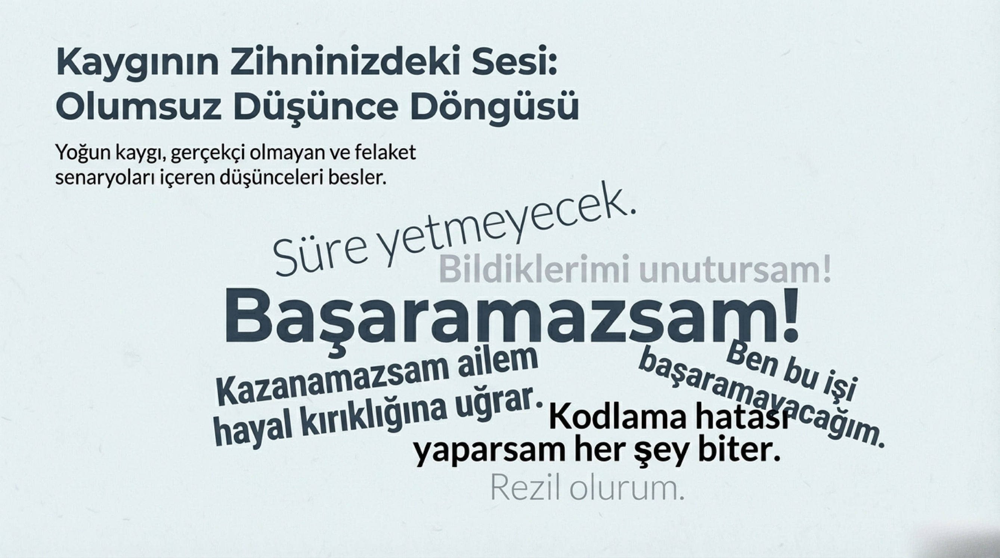 Kaygının Zihninizdeki Sesi:
Olumsuz Düşünce Döngüsü
Yoğun kaygı, gerçekçi olmayan ve felaket
senaryoları içeren düşünceleri besler.
Süre yetmeyecek.
Bildiklerimi unutursam!
Başaramazsam!
Kazanamazsam ailem
hayal kırıklığına uğrar.
Ben bu işi
başaramayacağım.
Kodlama hatası
yaparsam her şey biter.
Rezil olurum.